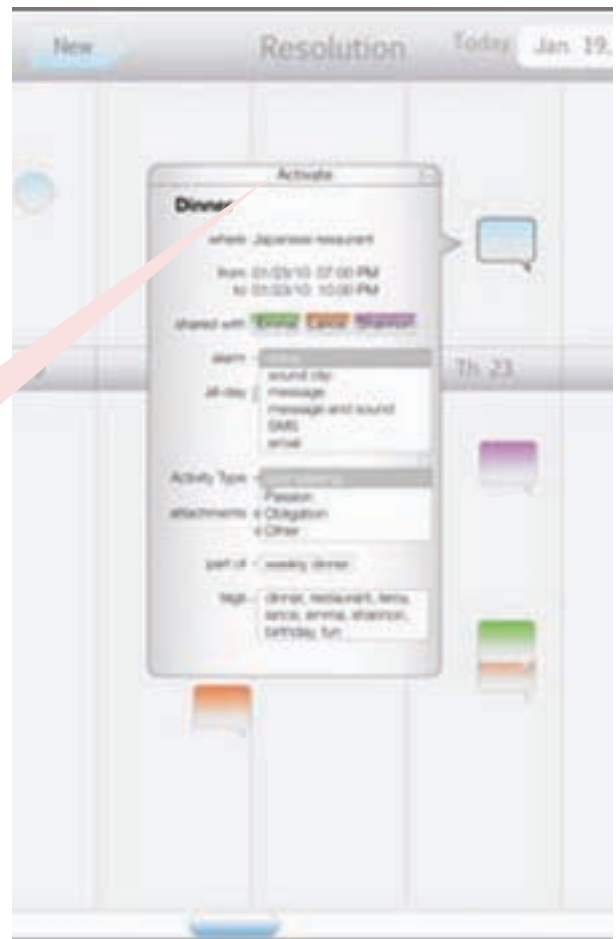 New Resolution Today Jan. 19,
Activate
Dinner
where Japanese restaurant
from 01/23/10 07:00 PM
to 01/23/10 10:00 PM
shared with Emma Lance Shannon
alarm
sound clip
all-day message
message and sound
SMS
email
Activity Type
Passion
attachments Obligation
Other
part of weekly dinner
tags dinner, restaurant,
lance, emma, shannon,
birthday, fun
Th 23